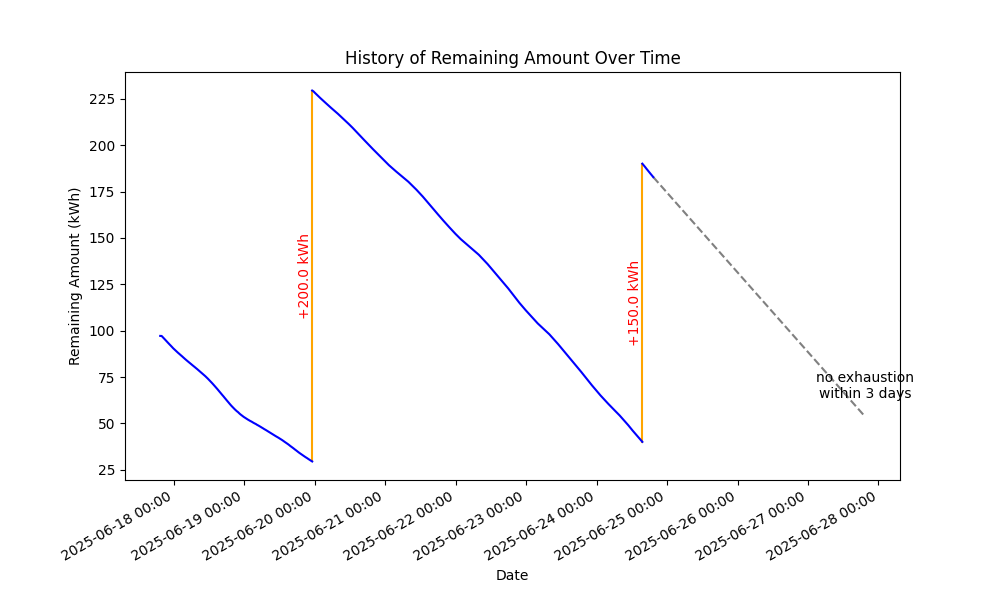 History of Remaining Amount Over Time
Remaining Amount (kWh)
225
200
175
150
125
100
75
50
25
+200.0 kWh
+150.0 kWh
no exhaustion
within 3 days
2025-06-18 00:00
2025-06-19 00:00
2025-06-20 00:00
2025-06-21 00:00
2025-06-22 00:00
2025-06-23 00:00
2025-06-24 00:00
2025-06-25 00:00
2025-06-26 00:00
2025-06-27 00:00
2025-06-28 00:00
Date